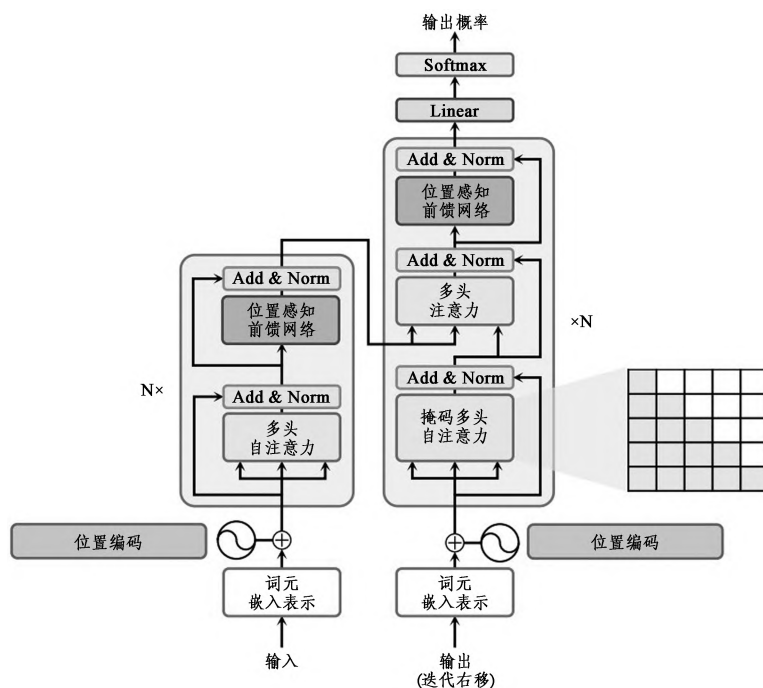 输出概率
Softmax
Linear
Add & Norm
位置感知
前馈网络
Add & Norm
多头
注意力
×N
Add & Norm
掩码多头
自注意力
Add & Norm
位置感知
前馈网络
N×
Add & Norm
多头
自注意力
位置编码
位置编码
词元
嵌入表示
词元
嵌入表示
输入
输出
(迭代右移)